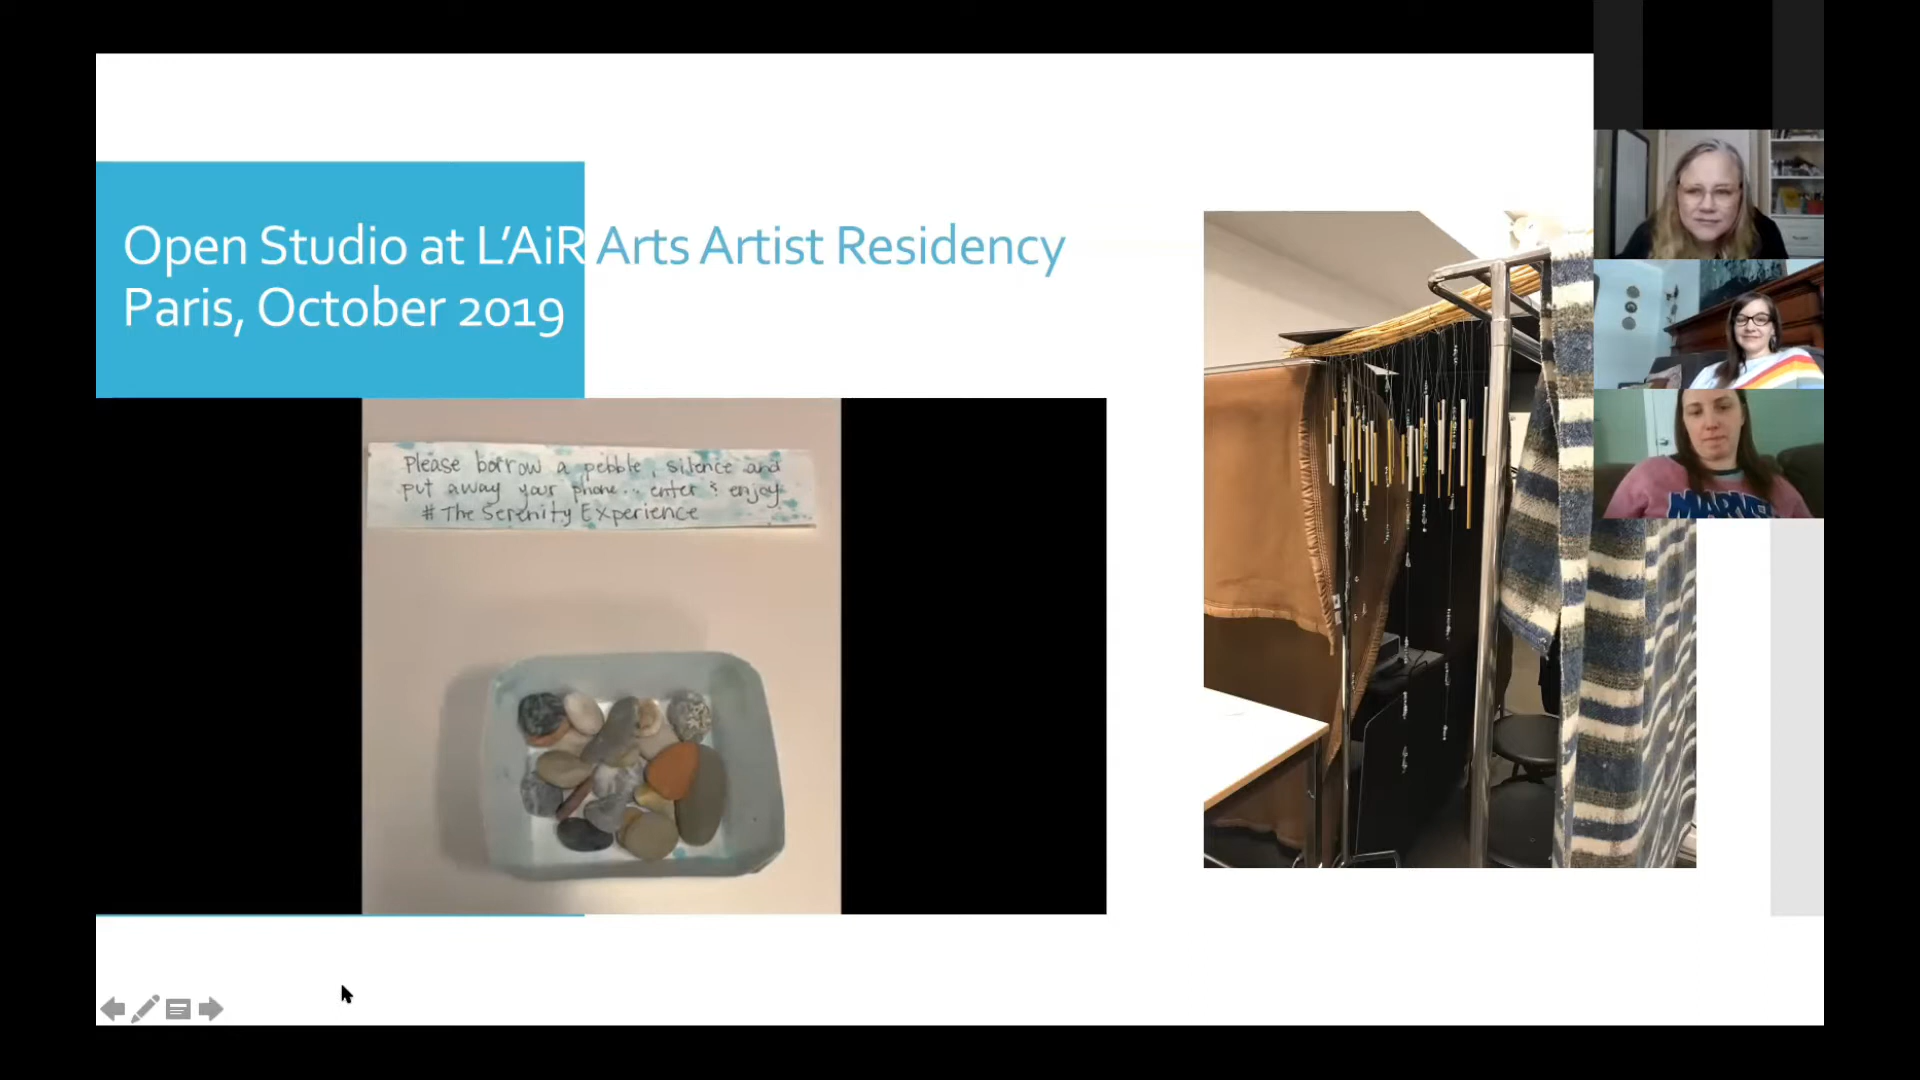 Open Studio at L'AiR Arts Artist Residency
Paris, October 2019
Please borrow a pebble, silence and
put away your phone... enter & enjoy
# The Serenity Experience
MARVEL